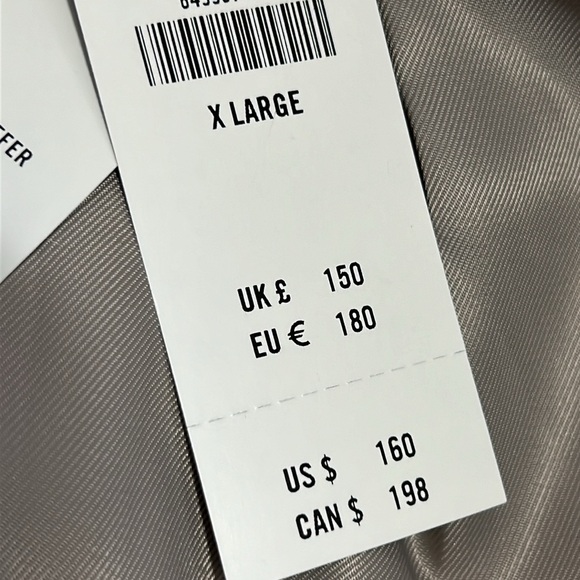 X LARGE
UK £ 150
EU € 180
US $ 160
CAN $ 198